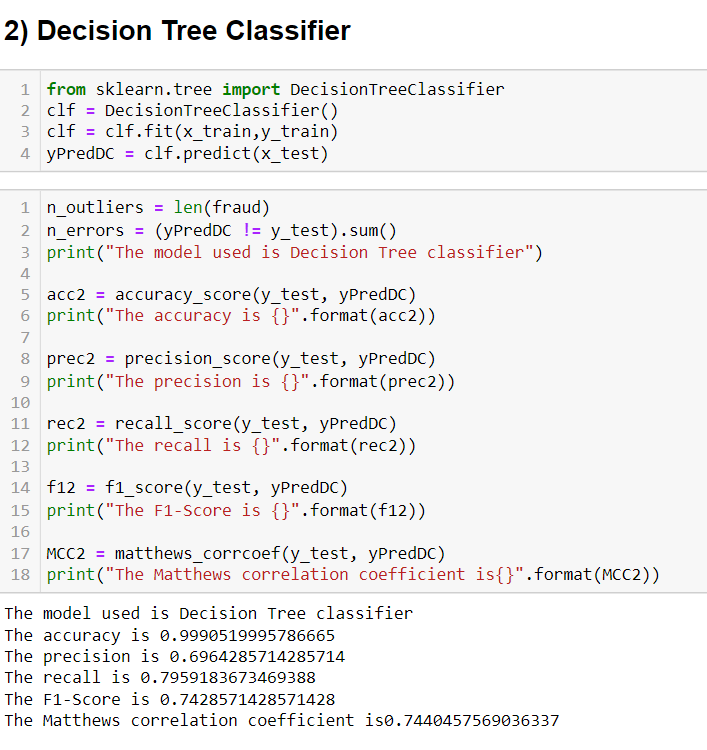 2) Decision Tree Classifier
1 from sklearn.tree import DecisionTreeClassifier
2 clf = DecisionTreeClassifier()
3 clf = clf.fit(x_train,y_train)
4 yPredDC = clf.predict(x_test)
1 n_outliers = len(fraud)
2 n_errors = (yPredDC != y_test).sum()
3 print("The model used is Decision Tree classifier")
4
5 acc2 = accuracy_score(y_test, yPredDC)
6 print("The accuracy is {}".format(acc2))
7
8 prec2 = precision_score(y_test, yPredDC)
9 print("The precision is {}".format(prec2))
10
11 rec2 = recall_score(y_test, yPredDC)
12 print("The recall is {}".format(rec2))
13
14 f12 = f1_score(y_test, yPredDC)
15 print("The F1-Score is {}".format(f12))
16
17 MCC2 = matthews_corrcoef(y_test, yPredDC)
18 print("The Matthews correlation coefficient is{}".format(MCC2))
The model used is Decision Tree classifier
The accuracy is 0.9990519995786665
The precision is 0.6964285714285714
The recall is 0.7959183673469388
The F1-Score is 0.7428571428571428
The Matthews correlation coefficient is0.7440457569036337